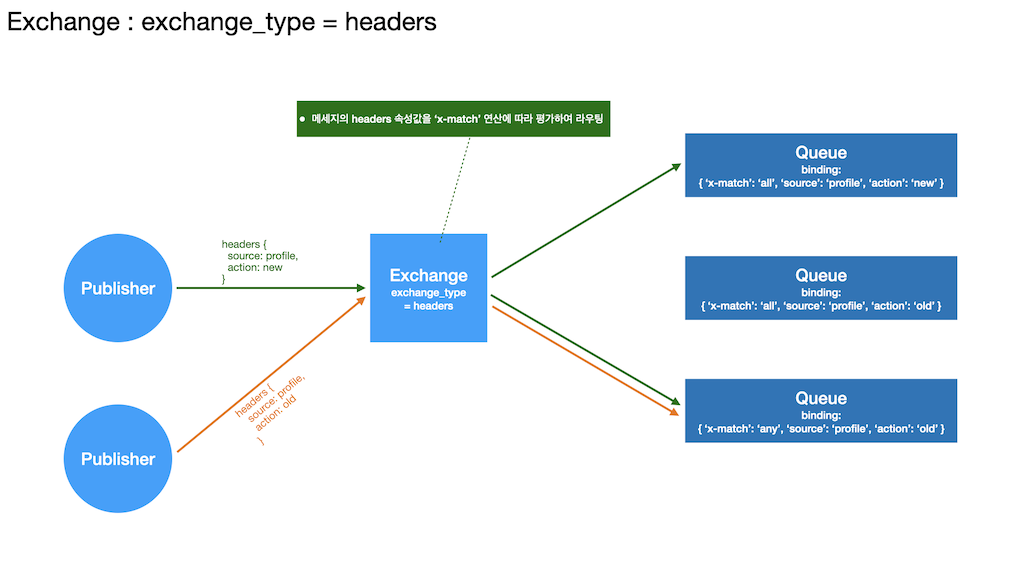 Exchange : exchange_type = headers
• 메세지의 headers 속성값을 ‘x-match’ 연산에 따라 평가하여 라우팅
Queue
binding:
{ ‘x-match’: ‘all’, ‘source’: ‘profile’, ‘action’: ‘new’ }
headers {
source: profile,
action: new
}
Publisher
Exchange
exchange_type
= headers
Queue
binding:
{ ‘x-match’: ‘all’, ‘source’: ‘profile’, ‘action’: ‘old’ }
headers {
source: profile,
action: old
}
Publisher
Queue
binding:
{ ‘x-match’: ‘any’, ‘source’: ‘profile’, ‘action’: ‘old’ }